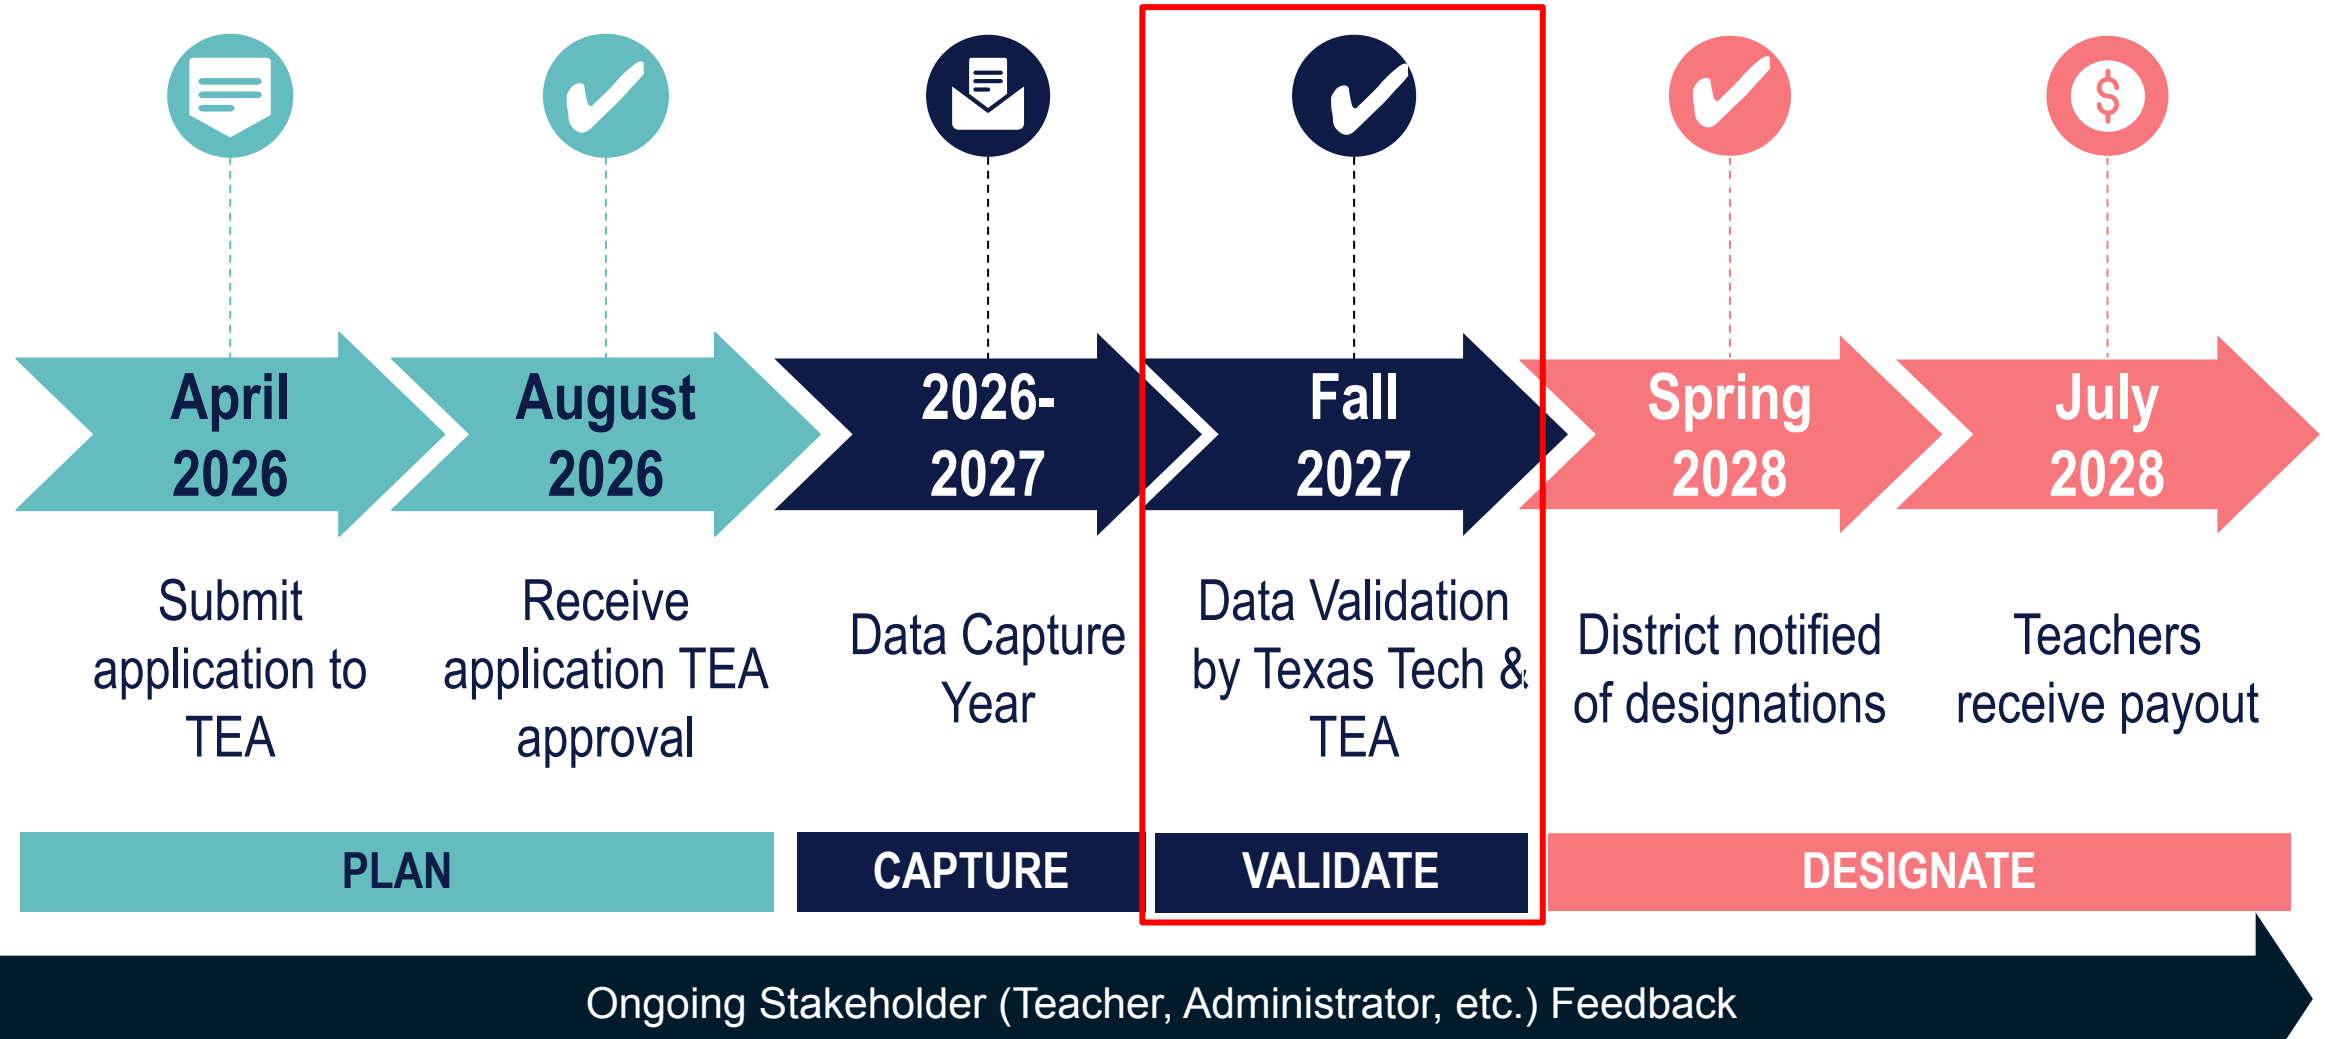 April
2026
August
2026
2026-
2027
Fall
2027
Spring
2028
July
2028
Submit
application to
TEA
Receive
application TEA
approval
Data Capture
Year
Data Validation
by Texas Tech &
TEA
District notified
of designations
Teachers
receive payout
PLAN
CAPTURE
VALIDATE
DESIGNATE
Ongoing Stakeholder (Teacher, Administrator, etc.) Feedback
$